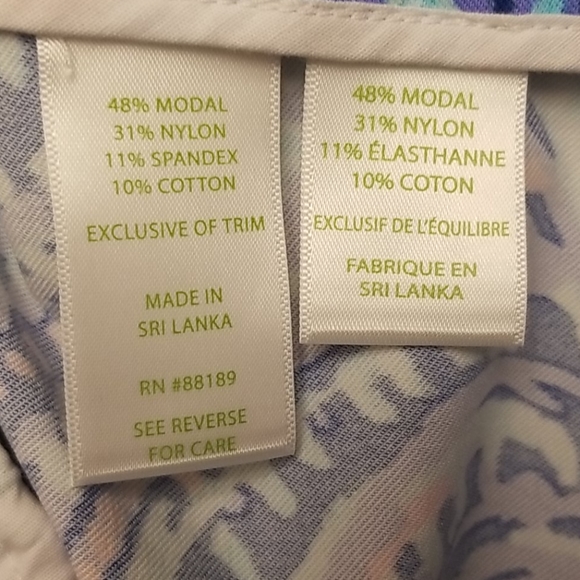 48% MODAL
31% NYLON
11% SPANDEX
10% COTTON
EXCLUSIVE OF TRIM
MADE IN
SRI LANKA
RN #88189
SEE REVERSE
FOR CARE
48% MODAL
31% NYLON
11% ÉLASTHANNE
10% COTON
EXCLUSIF DE L'ÉQUILIBRE
FABRIQUE EN
SRI LANKA